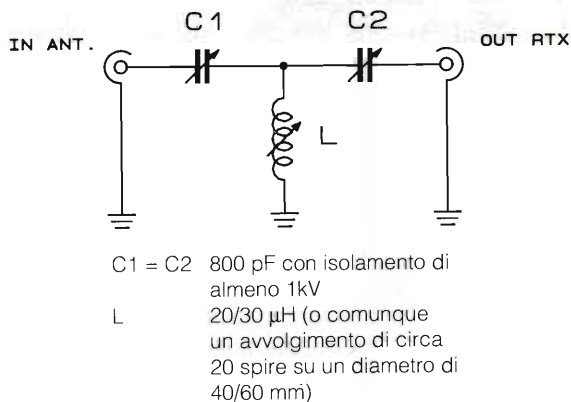 C1 C2
IN ANT. OUT RTX
L
C1 = C2 800 pF con isolamento di
almeno 1kV
L 20/30 µH (o comunque
un avvolgimento di circa
20 spire su un diametro di
40/60 mm)